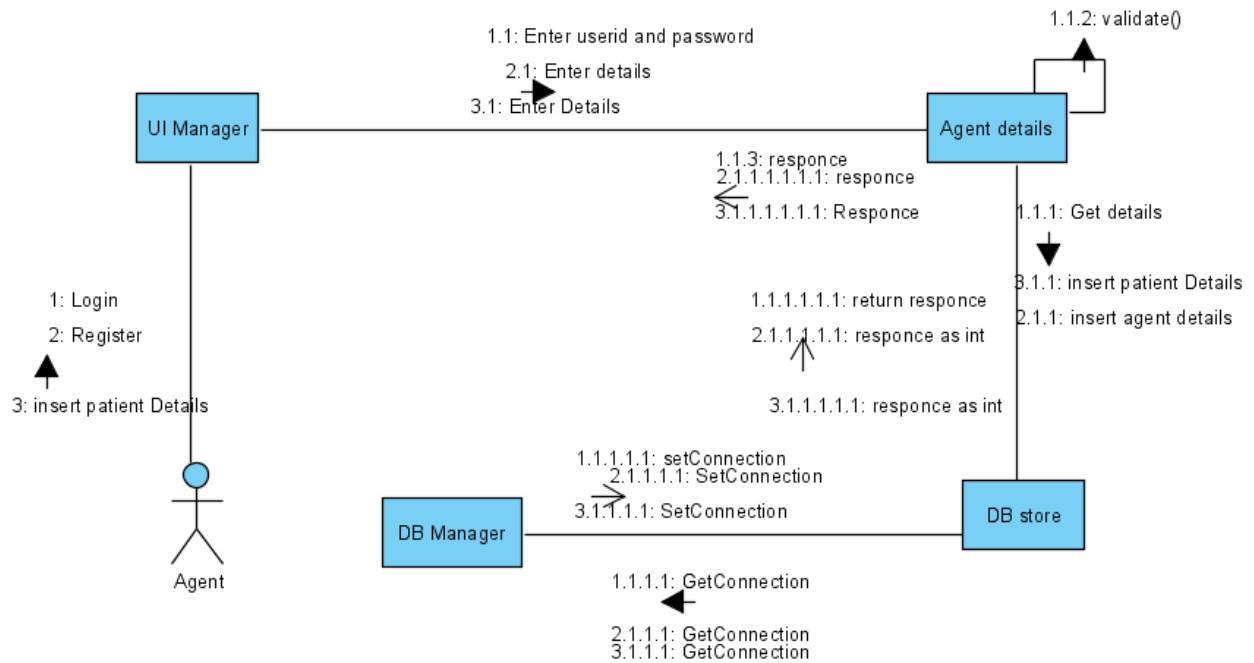 1.1.2: validate()
1.1: Enter userid and password
2.1: Enter details
3.1: Enter Details
UI Manager
Agent details
1.1.3: responce
2.1.1.1.1.1.1: responce
3.1.1.1.1.1.1: Responce
1.1.1: Get details
3.1.1: insert patient Details
2.1.1: insert agent details
1: Login
2: Register
3: insert patient Details
1.1.1.1.1.1: return responce
2.1.1.1.1.1: responce as int
3.1.1.1.1.1: responce as int
1.1.1.1.1: setConnection
2.1.1.1.1: SetConnection
3.1.1.1.1: SetConnection
DB Manager
DB store
Agent
1.1.1.1: GetConnection
2.1.1.1: GetConnection
3.1.1.1: GetConnection